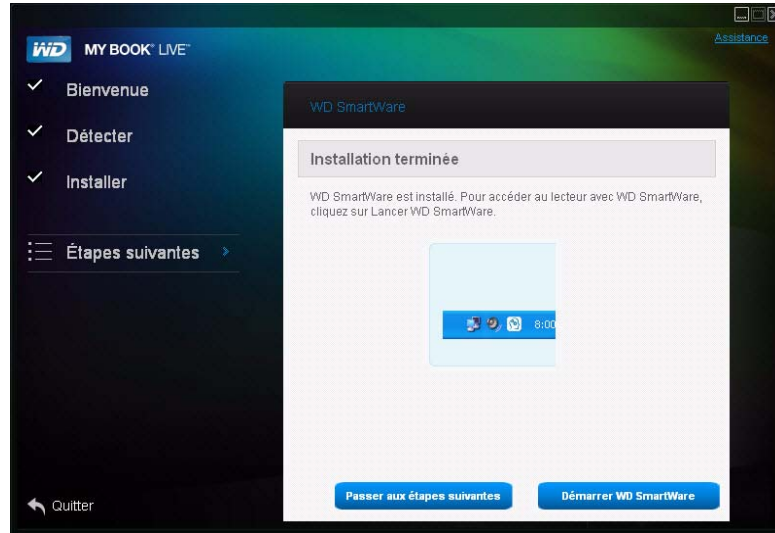 Assistance
WD MY BOOK® LIVE™
Bienvenue
Détecter
Installer
Étapes suivantes
Quitter
WD SmartWare
Installation terminée
WD SmartWare est installé. Pour accéder au lecteur avec WD SmartWare,
cliquez sur Lancer WD SmartWare.
8:00
Passer aux étapes suivantes
Démarrer WD SmartWare